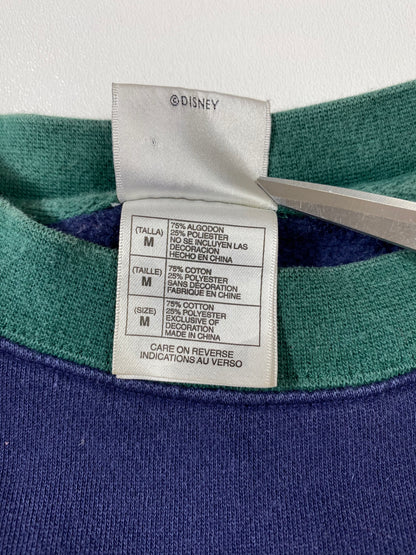 ©DISNEY
(TALLA) M
75% ALGODON
25% POLIESTER
NO SE INCLUYEN LAS
DECORACION
HECHO EN CHINA
(TAILLE) M
75% COTON
25% POLYESTER
SANS DÉCORATION
FABRIQUE EN CHINE
(SIZE) M
75% COTTON
25% POLYESTER
EXCLUSIVE OF
DECORATION
MADE IN CHINA
CARE ON REVERSE
INDICATIONS AU VERSO